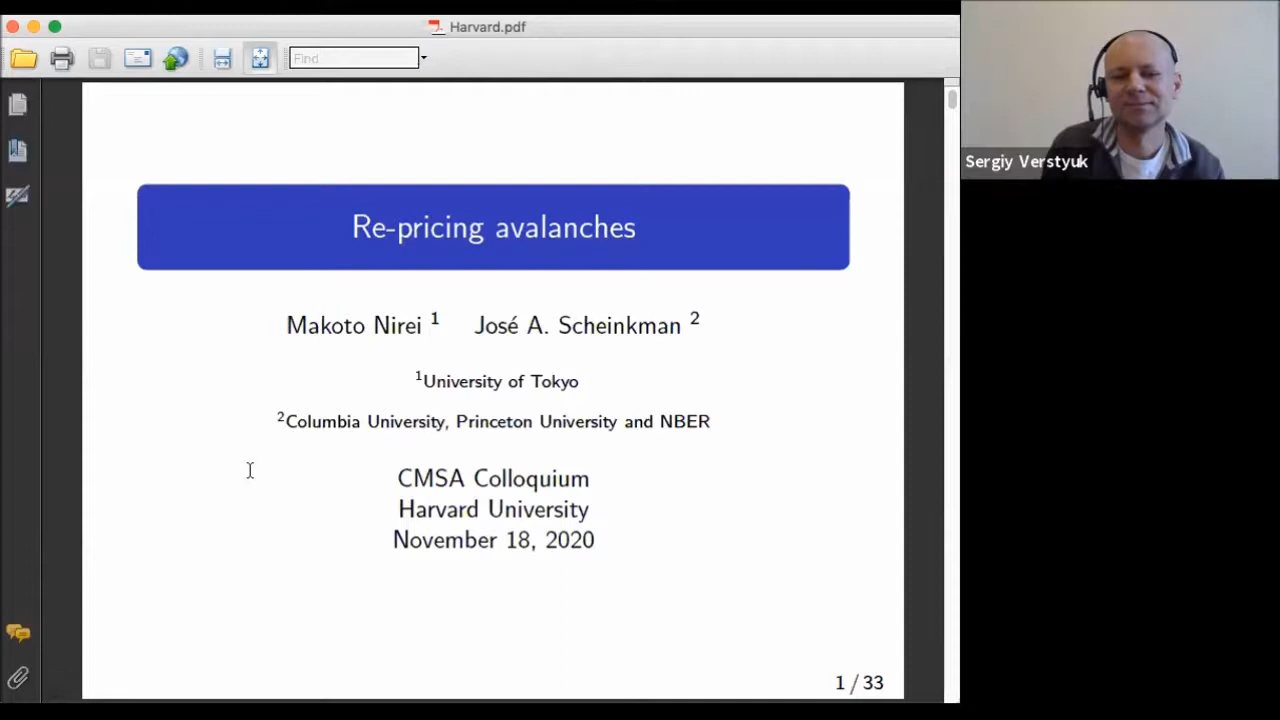 Harvard.pdf
Find
Re-pricing avalanches
Makoto Nirei 1 José A. Scheinkman 2
1University of Tokyo
2Columbia University, Princeton University and NBER
CMSA Colloquium
Harvard University
November 18, 2020
1 / 33
Sergiy Verstyuk